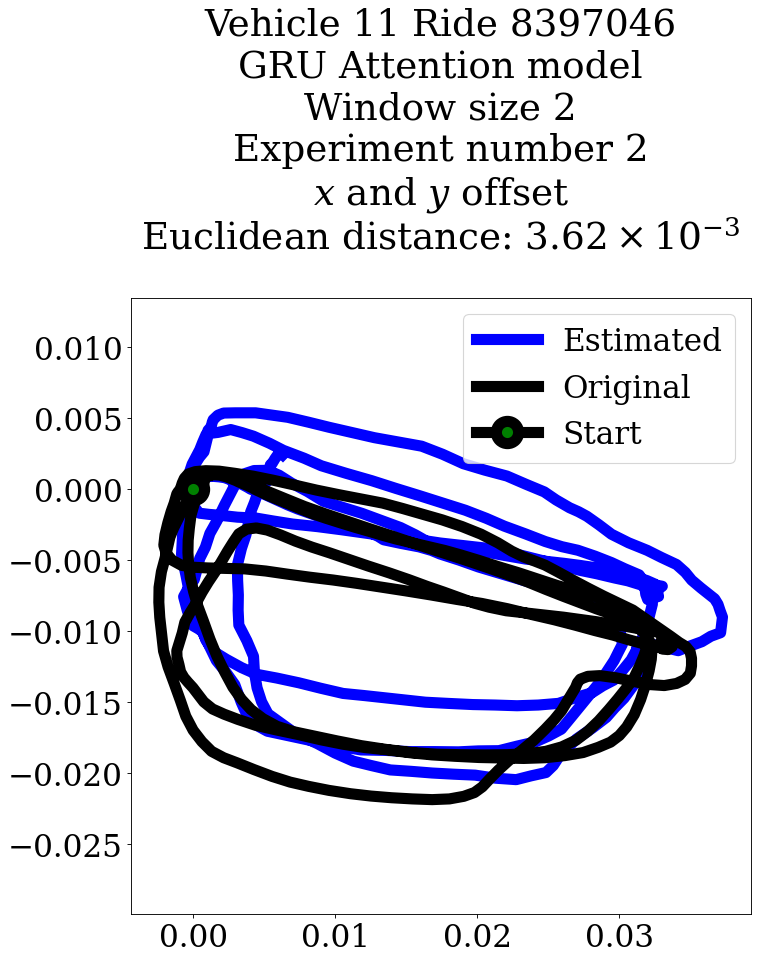 Vehicle 11 Ride 8397046
GRU Attention model
Window size 2
Experiment number 2
x and y offset
Euclidean distance: 3.62 × 10⁻³
Estimated
Original
Start
0.010
0.005
0.000
−0.005
−0.010
−0.015
−0.020
−0.025
0.00 0.01 0.02 0.03